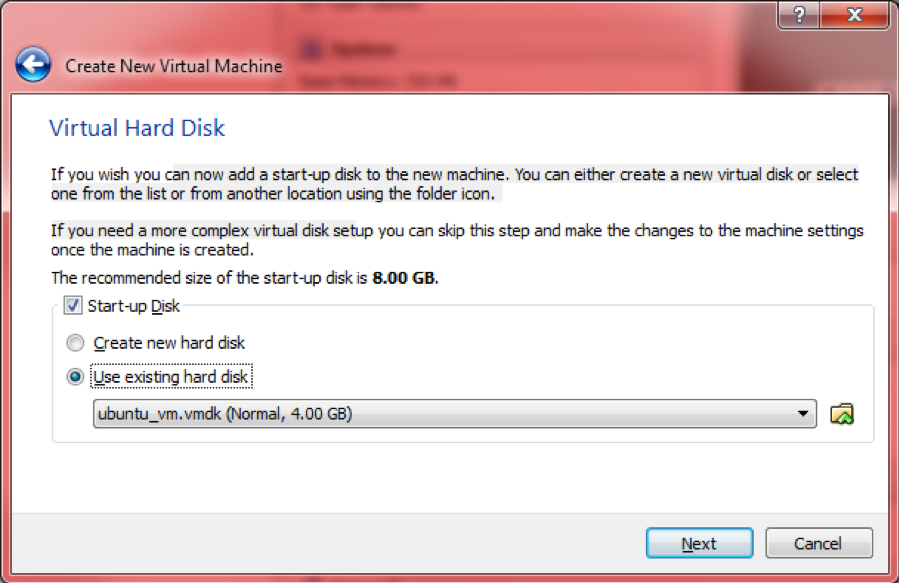 ?
Create New Virtual Machine
Virtual Hard Disk
If you wish you can now add a start-up disk to the new machine. You can either create a new virtual disk or select
one from the list or from another location using the folder icon.
If you need a more complex virtual disk setup you can skip this step and make the changes to the machine settings
once the machine is created.
The recommended size of the start-up disk is 8.00 GB.
Start-up Disk
Create new hard disk
Use existing hard disk
ubuntu_vm.vmdk (Normal, 4.00 GB)
Next
Cancel